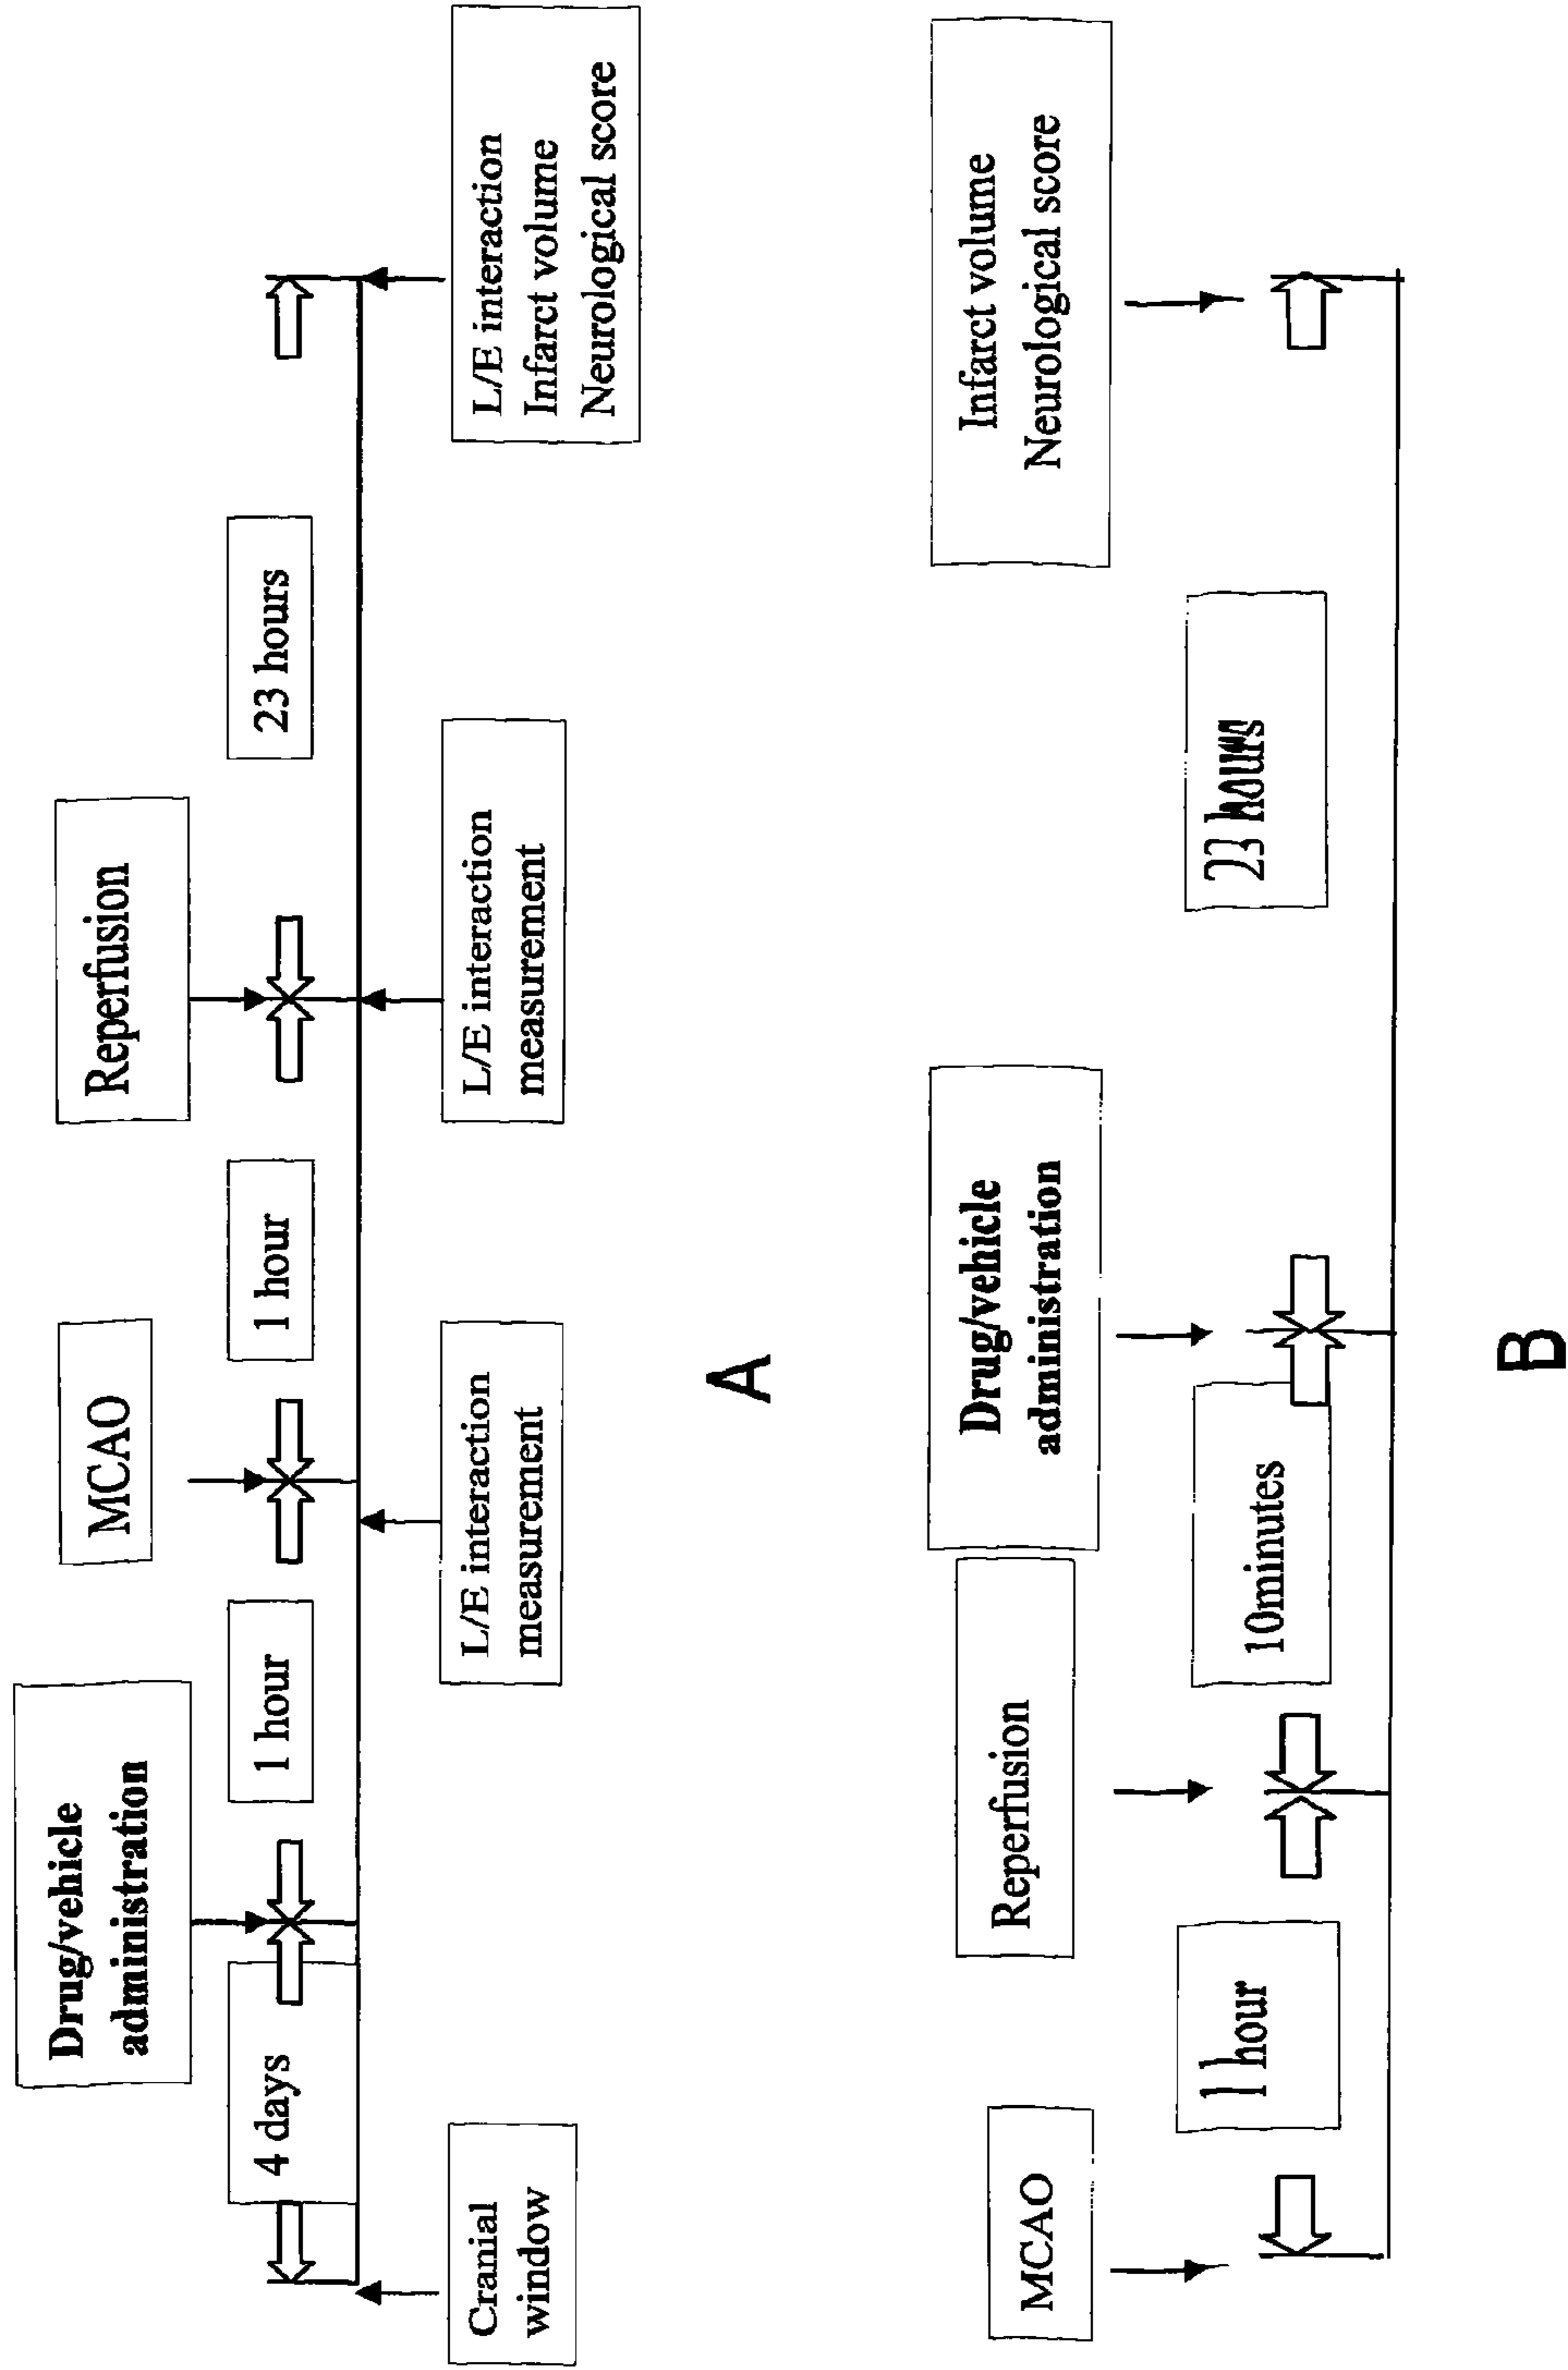 Drug/vehicle
administration
MCAO
Reperfusion
4 days
1 hour
1 hour
23 hours
Cranial
window
L/E interaction
measurement
L/E interaction
measurement
L/E interaction
Infarct volume
Neurological score
A
MCAO
Reperfusion
Drug/vehicle
administration
Infarct volume
Neurological score
1 hour
10minutes
23 hours
B